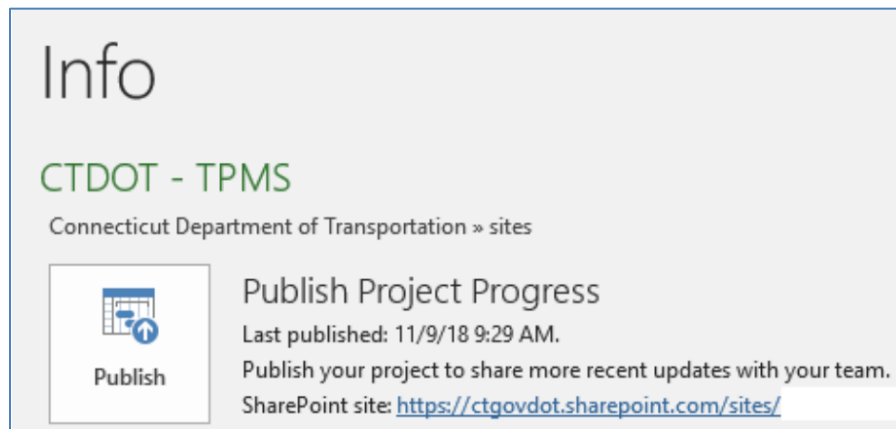 Info
CTDOT - TPMS
Connecticut Department of Transportation » sites
Publish
Publish Project Progress
Last published: 11/9/18 9:29 AM.
Publish your project to share more recent updates with your team.
SharePoint site: https://ctgovdot.sharepoint.com/sites/